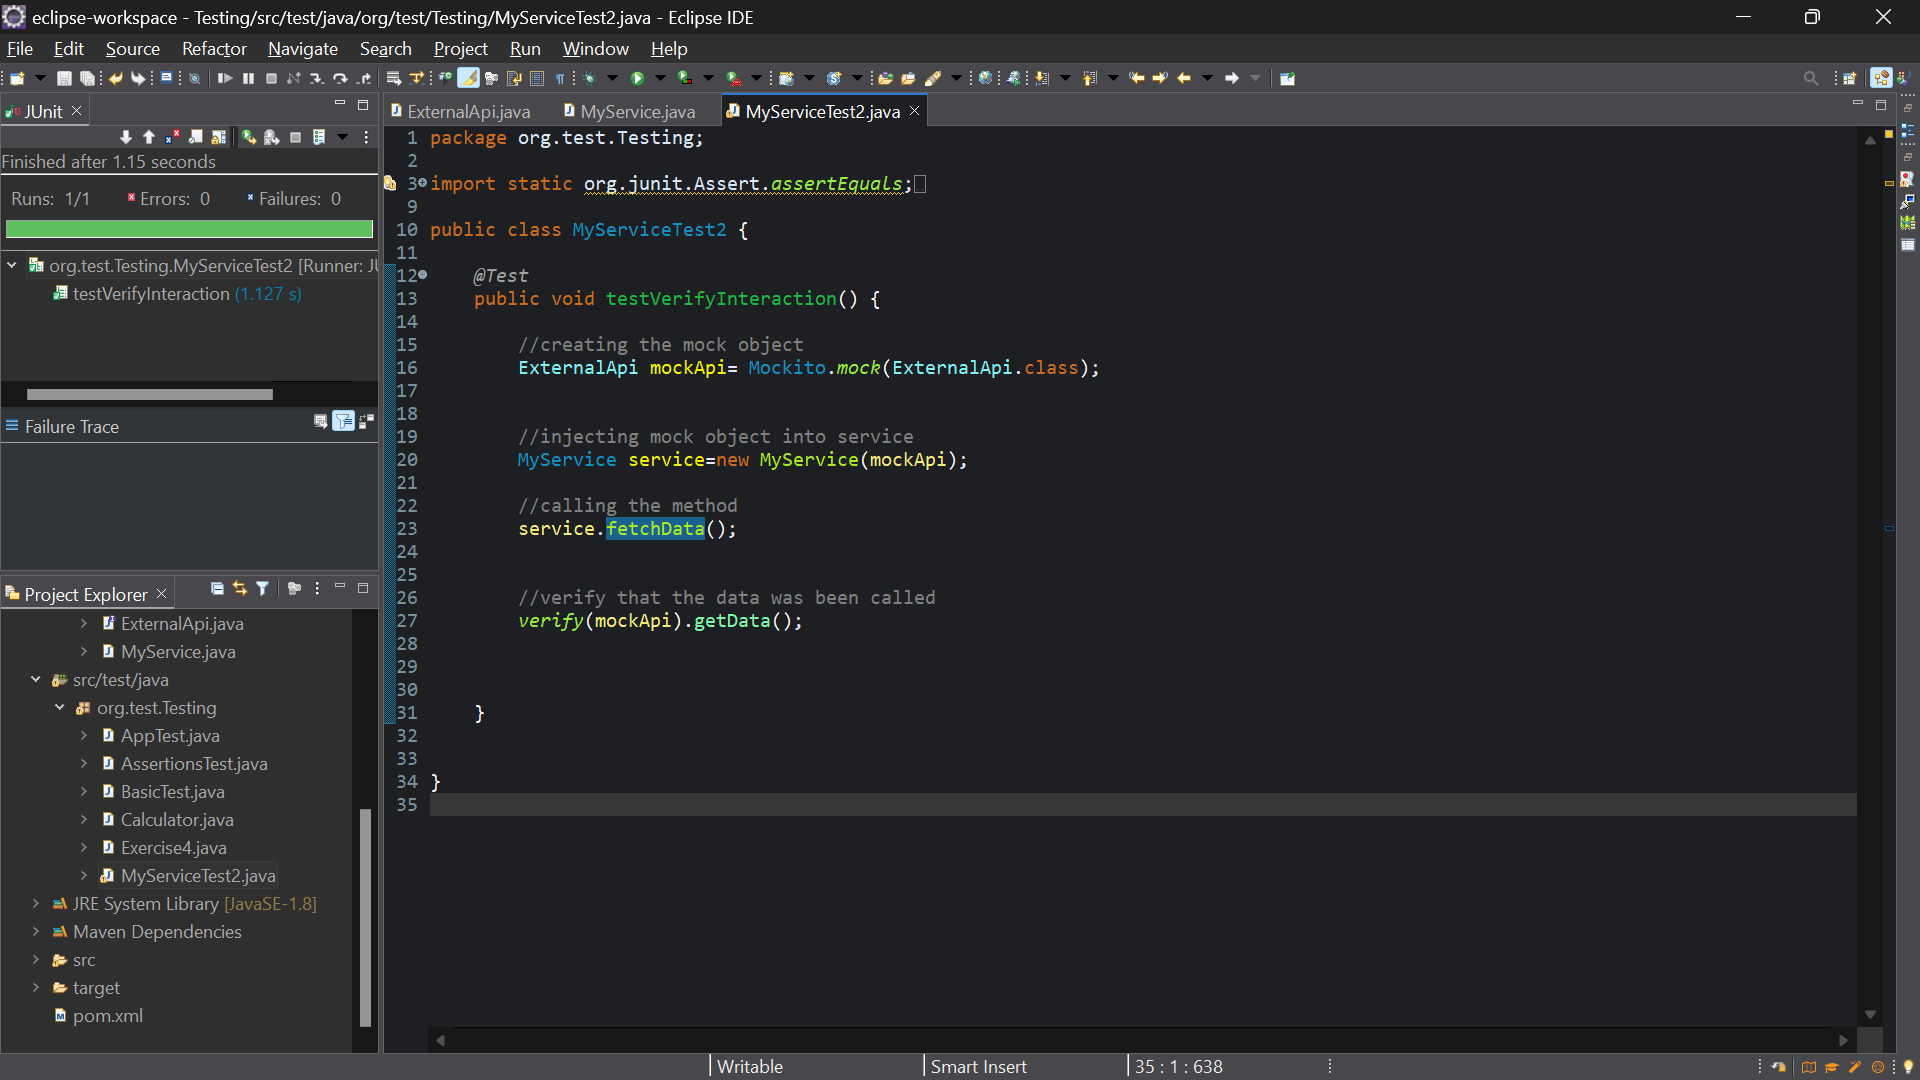 eclipse-workspace - Testing/src/test/java/org/test/Testing/MyServiceTest2.java - Eclipse IDE
File Edit Source Refactor Navigate Search Project Run Window Help
JUnit
Finished after 1.15 seconds
Runs: 1/1 Errors: 0 Failures: 0
org.test.Testing.MyServiceTest2 [Runner: JU
testVerifyInteraction (1.127 s)
Failure Trace
Project Explorer
ExternalApi.java
MyService.java
src/test/java
org.test.Testing
AppTest.java
AssertionsTest.java
BasicTest.java
Calculator.java
Exercise4.java
MyServiceTest2.java
JRE System Library [JavaSE-1.8]
Maven Dependencies
src
target
pom.xml
ExternalApi.java MyService.java MyServiceTest2.java
1 package org.test.Testing;
2
3 import static org.junit.Assert.assertEquals;
9
10 public class MyServiceTest2 {
11
12 @Test
13 public void testVerifyInteraction() {
14
15 //creating the mock object
16 ExternalApi mockApi= Mockito.mock(ExternalApi.class);
17
18
19 //injecting mock object into service
20 MyService service=new MyService(mockApi);
21
22 //calling the method
23 service.fetchData();
24
25
26 //verify that the data was been called
27 verify(mockApi).getData();
28
29
30
31 }
32
33
34 }
35
Writable Smart Insert 35 : 1 : 638